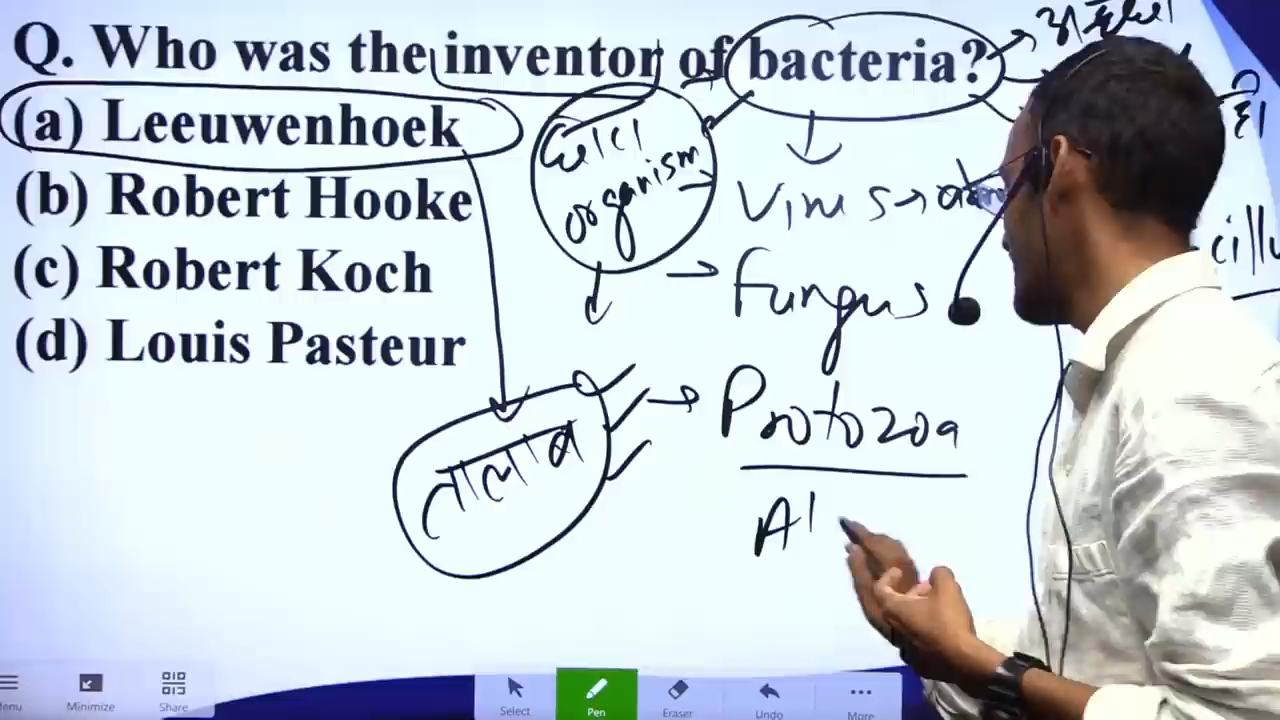 Q. Who was the inventor of bacteria?
(a) Leeuwenhoek
(b) Robert Hooke
(c) Robert Koch
(d) Louis Pasteur
organism
Virus
fungus
Protozoa
Al
तालाब
Minimize
Share
Select
Pen
Eraser
Undo
More